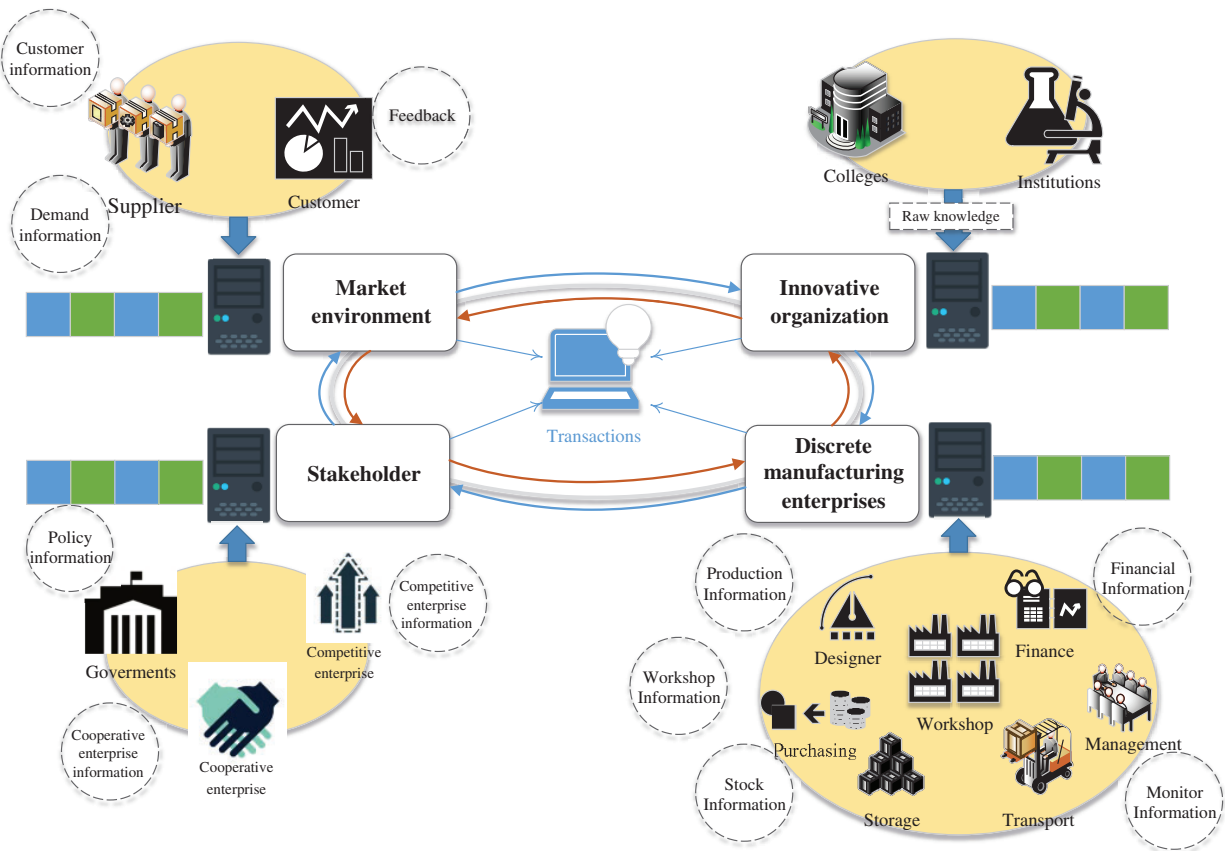 Customer
information
Feedback
Supplier
Customer
Demand
information
Colleges
Institutions
Raw knowledge
Market
environment
Innovative
organization
Transactions
Stakeholder
Discrete
manufacturing
enterprises
Policy
information
Goverments
Competitive
enterprise
Competitive
enterprise
information
Cooperative
enterprise
information
Cooperative
enterprise
Production
Information
Financial
Information
Designer
Finance
Workshop
Information
Workshop
Purchasing
Management
Stock
Information
Storage
Transport
Monitor
Information